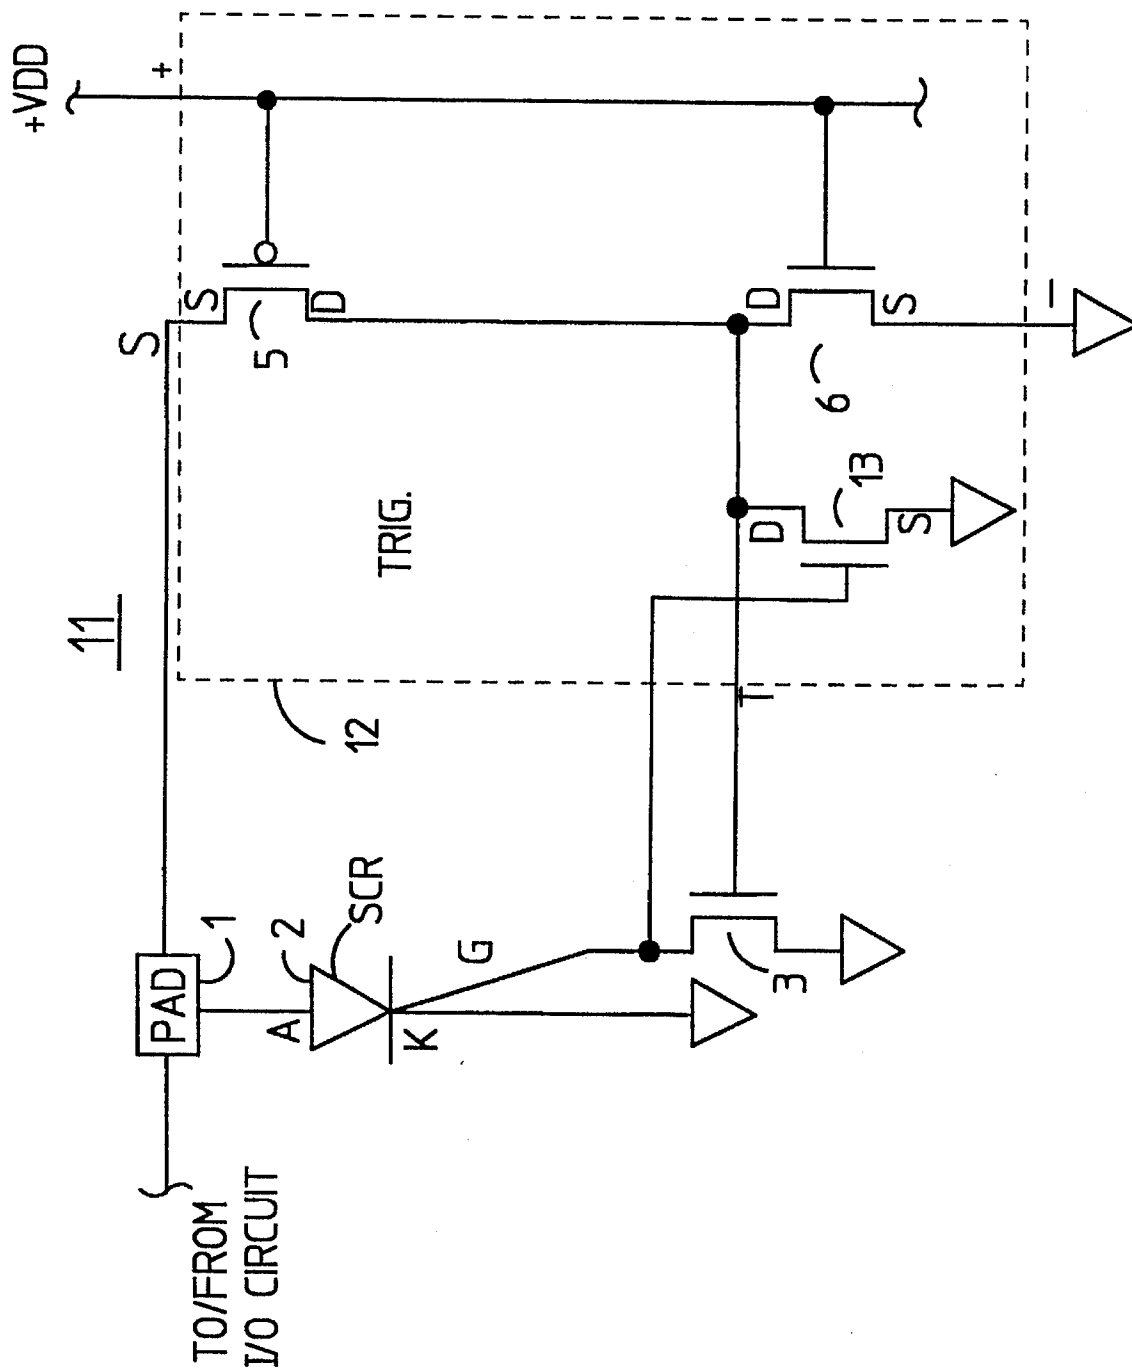 +VDD
11
S
+
PAD
TO/FROM
I/O CIRCUIT
1
S
5
D
A
2
SCR
12
TRIG.
K
G
T
D
D
3
13
6
S
S
−